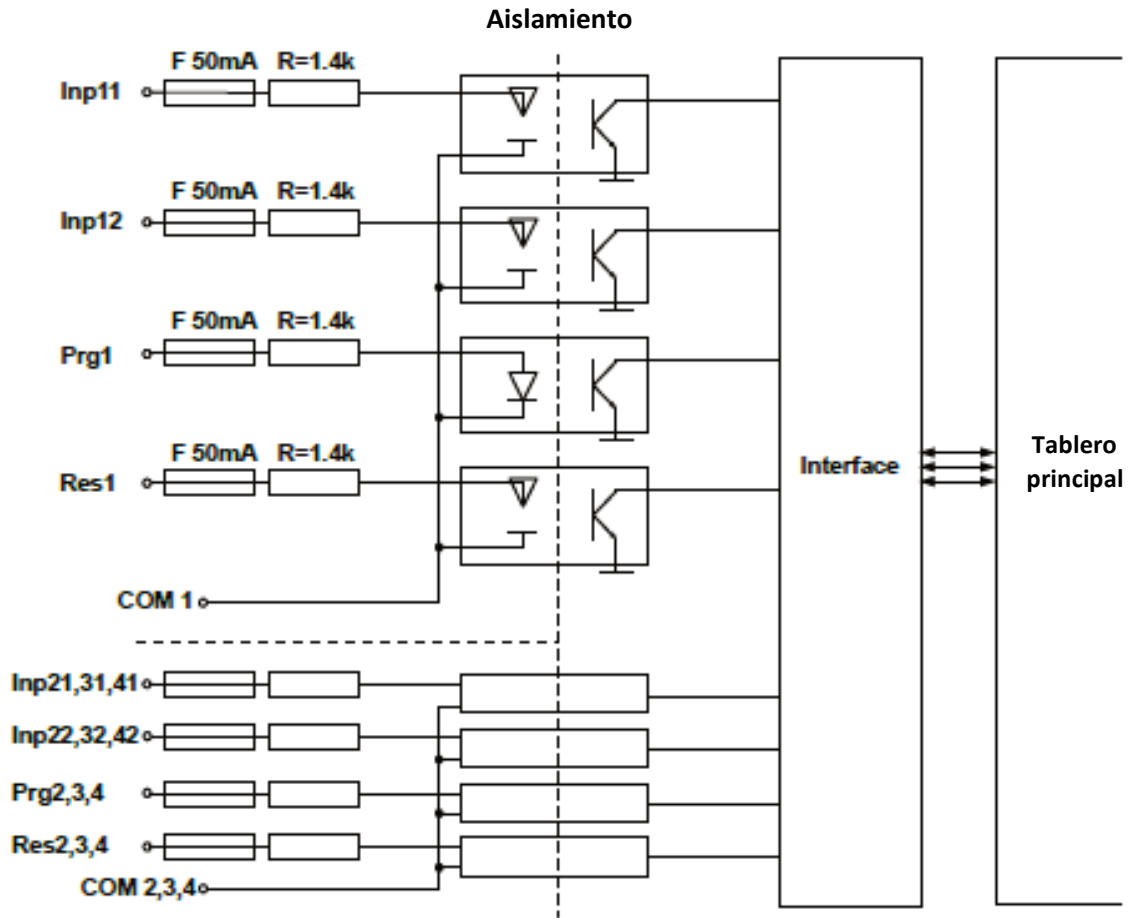 Aislamiento
F 50mA R=1.4k
Inp11
F 50mA R=1.4k
Inp12
F 50mA R=1.4k
Prg1
F 50mA R=1.4k
Res1
Interface
Tablero
principal
COM 1
Inp21,31,41
Inp22,32,42
Prg2,3,4
Res2,3,4
COM 2,3,4